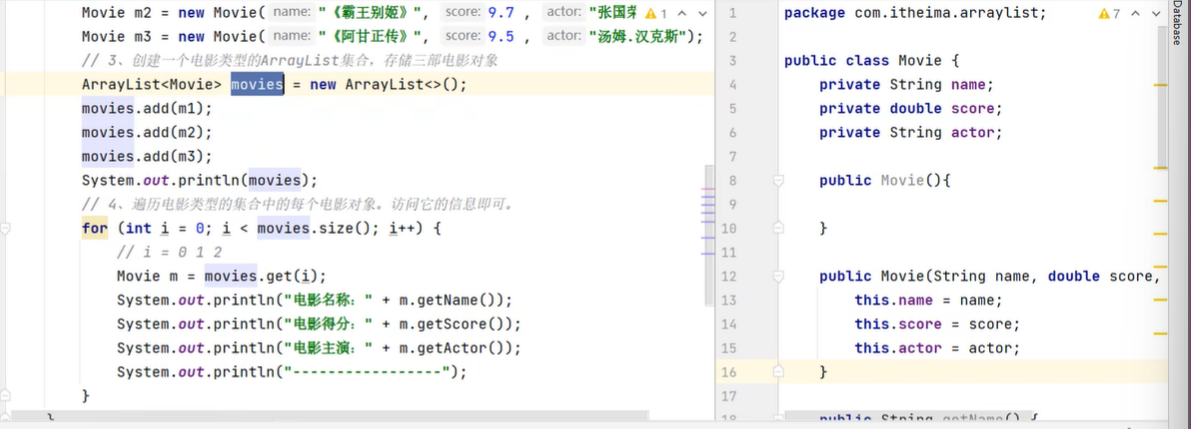 Movie m2 = new Movie( name: "《霸王别姬》", score: 9.7 , actor: "张国荣
Movie m3 = new Movie( name: "《阿甘正传》", score: 9.5 , actor: "汤姆.汉克斯");
// 3、创建一个电影类型的ArrayList集合，存储三部电影对象
ArrayList<Movie> movies = new ArrayList<>();
movies.add(m1);
movies.add(m2);
movies.add(m3);
System.out.println(movies);
// 4、遍历电影类型的集合中的每个电影对象。访问它的信息即可。
for (int i = 0; i < movies.size(); i++) {
// i = 0 1 2
Movie m = movies.get(i);
System.out.println("电影名称：" + m.getName());
System.out.println("电影得分：" + m.getScore());
System.out.println("电影主演：" + m.getActor());
System.out.println("-----------------");
}
}
1
1 package com.itheima.arraylist;
7
2
3 public class Movie {
4 private String name;
5 private double score;
6 private String actor;
7
8 public Movie(){
9
10 }
11
12 public Movie(String name, double score,
13 this.name = name;
14 this.score = score;
15 this.actor = actor;
16 }
17
18 public String getName() {
Database